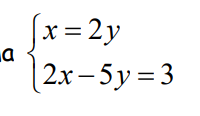 x = 2y
a
2x – 5y = 3